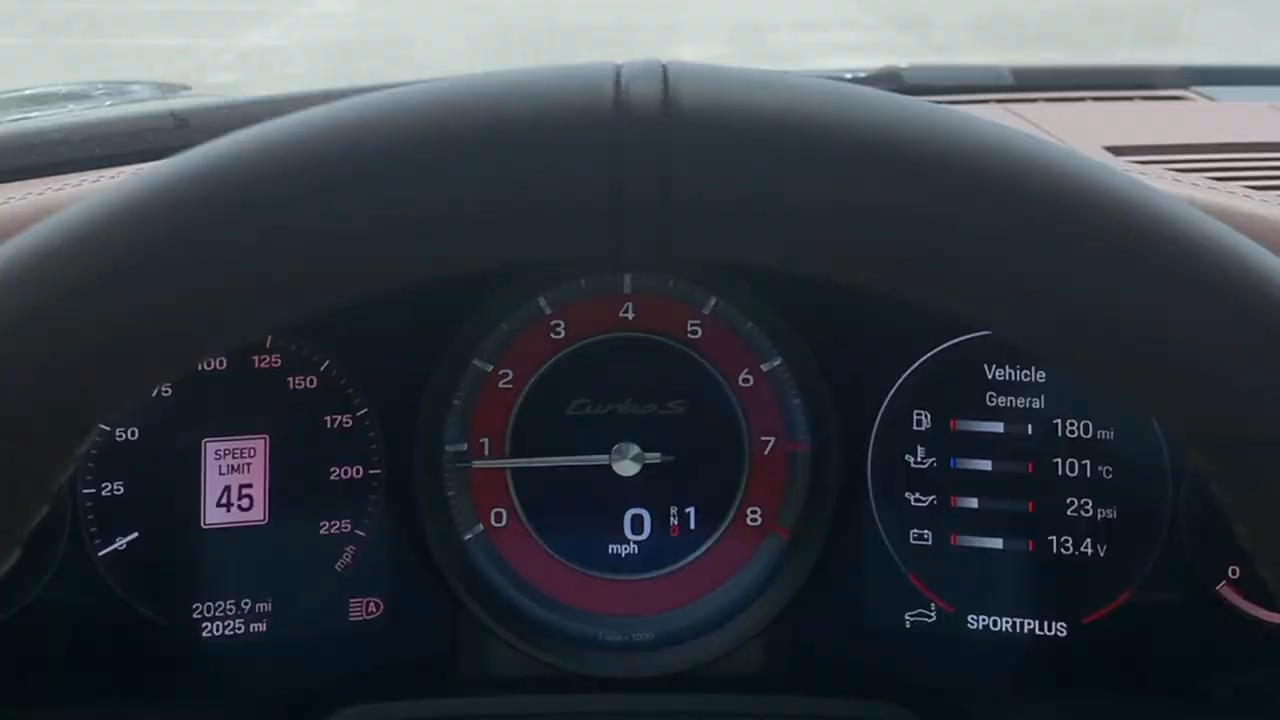 100
125
150
75
50
175
25
200
225
0
mph
SPEED
LIMIT
45
2025.9 mi
2025 mi
A
4
3
5
2
6
1
7
0
8
turbo S
0
mph
R
N
D
1
Vehicle
General
180 mi
101 °C
23 psi
13.4 V
SPORTPLUS
0